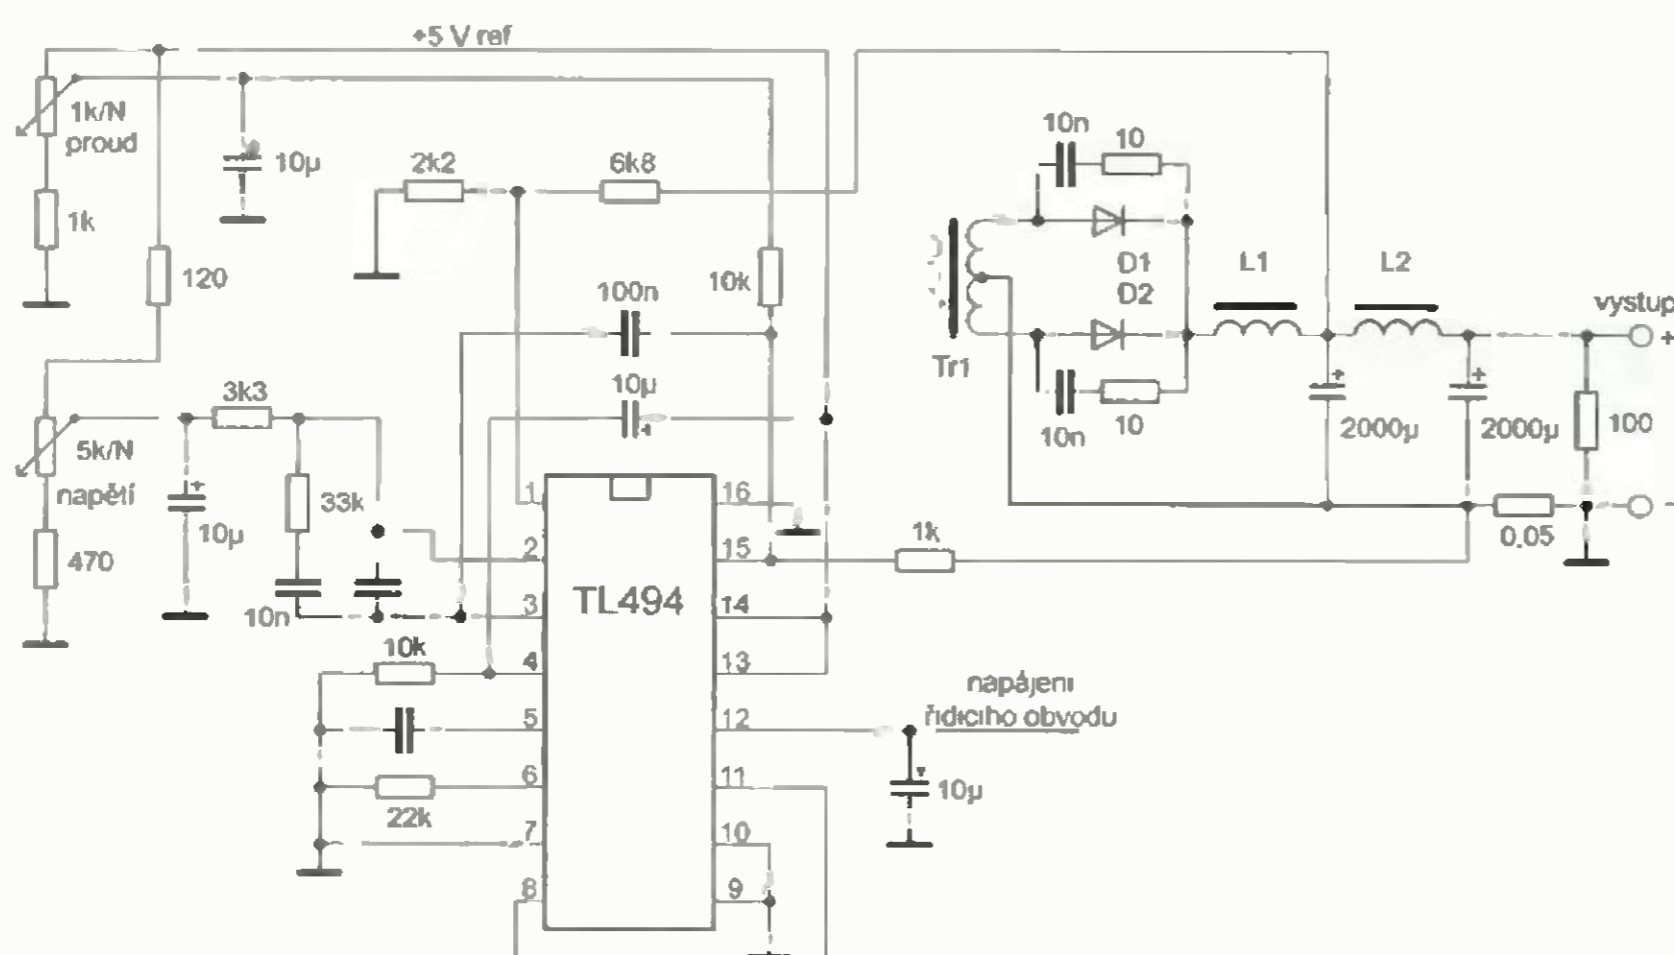 +5 V ref
1k/N
proud
10µ
2k2
6k8
10n
10
1k
120
100n
10k
D1
D2
L1
L2
vystup
+
Tr1
10µ
3k3
10
10n
2000µ
2000µ
100
5k/N
napětí
10µ
33k
1
16
-
0,05
470
2
15
1k
TL494
10n
3
14
10k
4
13
napájení
řídicího obvodu
5
12
6
11
10µ
22k
7
10
8
9